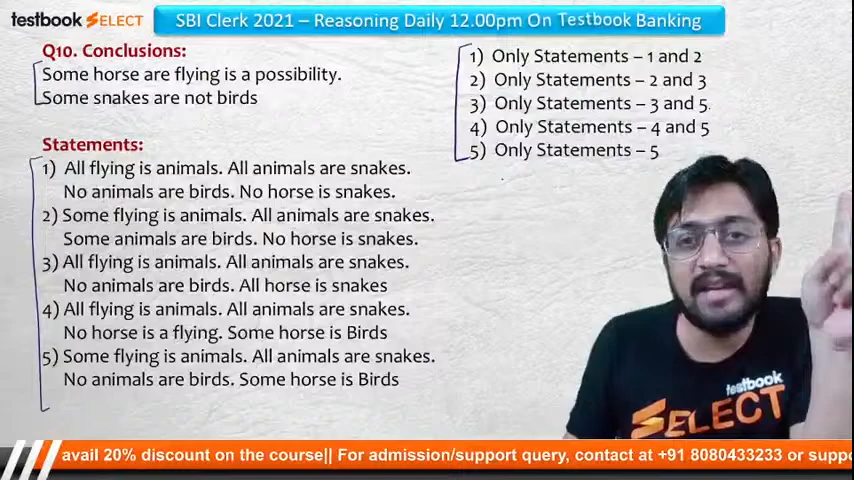 testbook SELECT
SBI Clerk 2021 – Reasoning Daily 12.00pm On Testbook Banking
Q10. Conclusions:
Some horse are flying is a possibility.
Some snakes are not birds
Statements:
1) All flying is animals. All animals are snakes.
No animals are birds. No horse is snakes.
2) Some flying is animals. All animals are snakes.
Some animals are birds. No horse is snakes.
3) All flying is animals. All animals are snakes.
No animals are birds. All horse is snakes
4) All flying is animals. All animals are snakes.
No horse is a flying. Some horse is Birds
5) Some flying is animals. All animals are snakes.
No animals are birds. Some horse is Birds
1) Only Statements – 1 and 2
2) Only Statements – 2 and 3
3) Only Statements – 3 and 5
4) Only Statements – 4 and 5
5) Only Statements – 5
testbook
SELECT
avail 20% discount on the course|| For admission/support query, contact at +91 8080433233 or suppo